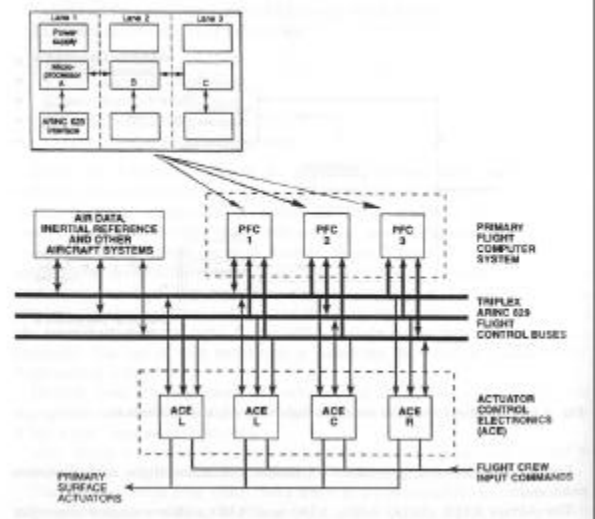 Lane 1 Lane 2 Lane 3
Power
supply
Micro-
processor
A
B
C
ARINC 629
Interface
AIR DATA,
INERTIAL REFERENCE
AND OTHER
AIRCRAFT SYSTEMS
PFC
1
PFC
2
PFC
3
PRIMARY
FLIGHT
COMPUTER
SYSTEM
TRIPLEX
ARINC 629
FLIGHT
CONTROL BUSES
ACE
L
ACE
L
ACE
C
ACE
R
ACTUATOR
CONTROL
ELECTRONICS
(ACE)
FLIGHT CREW
INPUT COMMANDS
PRIMARY
SURFACE
ACTUATORS